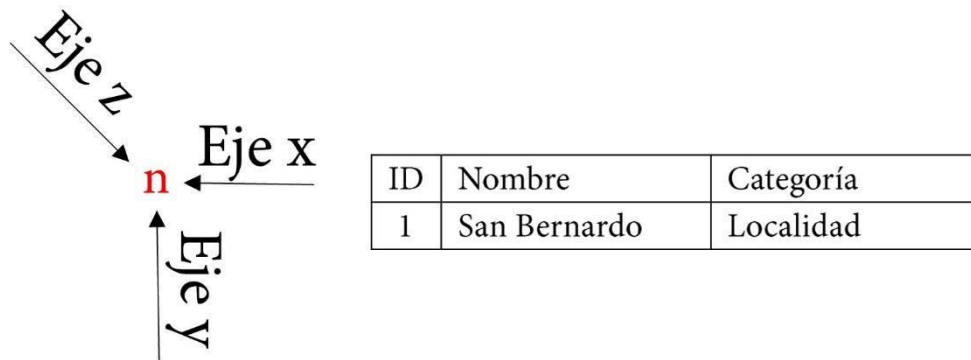 Eje z
Eje x
n
Eje y
ID Nombre Categoría
1 San Bernardo Localidad